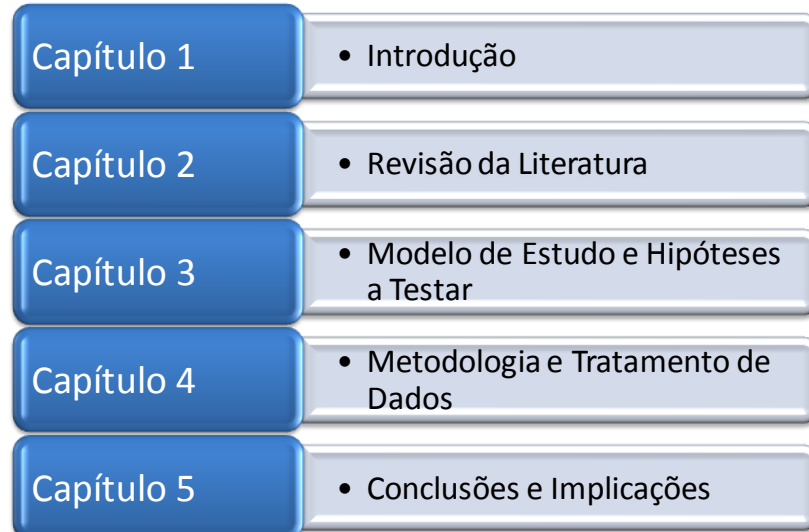 Capítulo 1
• Introdução
Capítulo 2
• Revisão da Literatura
Capítulo 3
• Modelo de Estudo e Hipóteses
a Testar
Capítulo 4
• Metodologia e Tratamento de
Dados
Capítulo 5
• Conclusões e Implicações